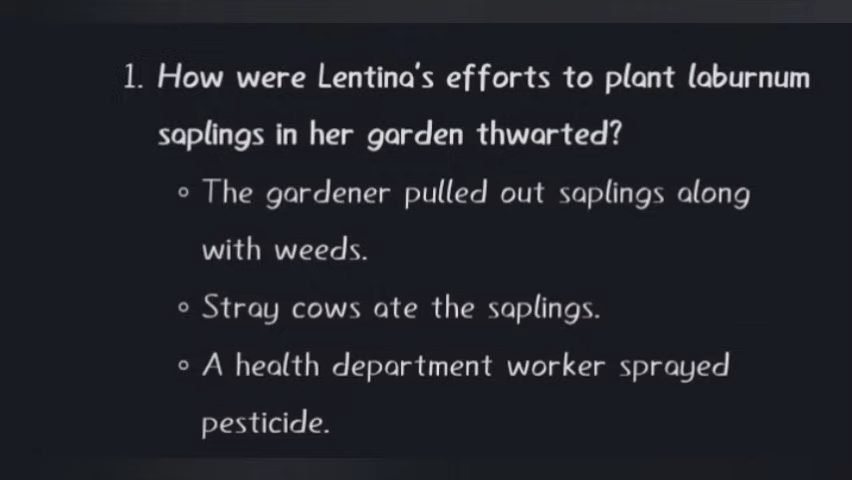 1. How were Lentina's efforts to plant laburnum
saplings in her garden thwarted?
◦ The gardener pulled out saplings along
with weeds.
◦ Stray cows ate the saplings.
◦ A health department worker sprayed
pesticide.